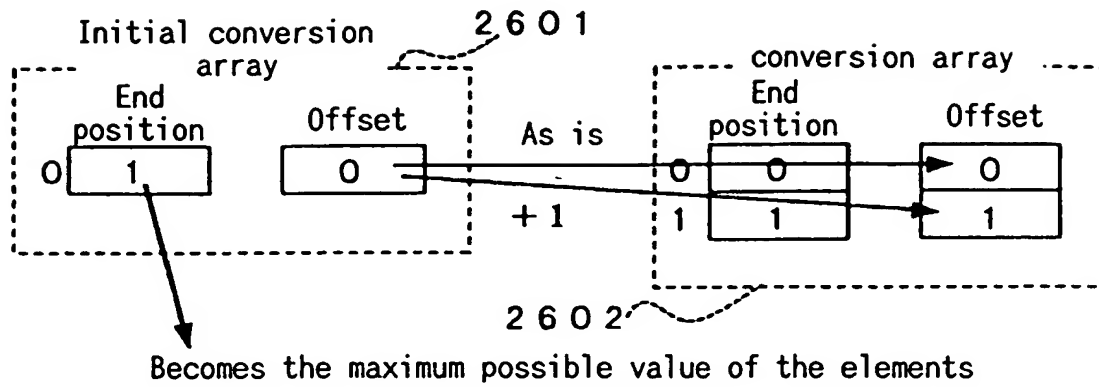 2601
Initial conversion array
conversion array
End position
Offset
As is
End position
Offset
0 1 0
0 0 0
+1
1 1 1
2602
Becomes the maximum possible value of the elements